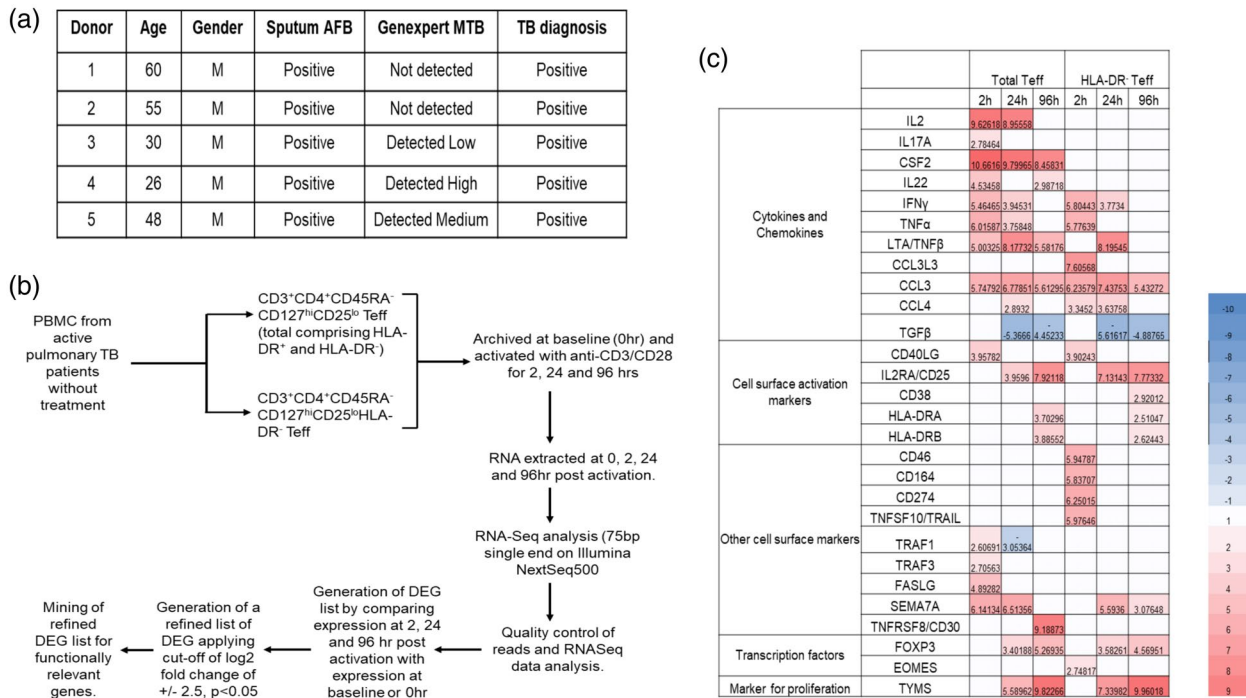 (a)
Donor Age Gender Sputum AFB Genexpert MTB TB diagnosis
1 60 M Positive Not detected Positive
2 55 M Positive Not detected Positive
3 30 M Positive Detected Low Positive
4 26 M Positive Detected High Positive
5 48 M Positive Detected Medium Positive
(b)
PBMC from
active
pulmonary TB
patients
without
treatment
CD3⁺CD4⁺CD45RA⁻
CD127ʰⁱCD25ˡᵒ Teff
(total comprising HLA-
DR⁺ and HLA-DR⁻)
CD3⁺CD4⁺CD45RA⁻
CD127ʰⁱCD25ˡᵒHLA-
DR⁻ Teff
Archived at baseline (0hr) and
activated with anti-CD3/CD28
for 2, 24 and 96 hrs
RNA extracted at 0, 2, 24
and 96hr post activation.
RNA-Seq analysis (75bp
single end on Illumina
NextSeq500
Quality control of
reads and RNASeq
data analysis.
Generation of DEG
list by comparing
expression at 2, 24
and 96 hr post
activation with
expression at
baseline or 0hr
Generation of a
refined list of
DEG applying
cut-off of log2
fold change of
+/- 2.5, p<0.05
Mining of
refined
DEG list for
functionally
relevant
genes.
(c)
Total Teff HLA-DR⁻ Teff
2h 24h 96h 2h 24h 96h
Cytokines and
Chemokines
IL2 9.62618 8.95558
IL17A 2.78464
CSF2 10.6616 9.79965 8.45831
IL22 4.53458 2.98718
IFNγ 5.46465 3.94531 5.80443 3.7734
TNFα 6.01587 3.75848 5.77639
LTA/TNFβ 5.00325 8.17732 5.58176 8.19545
CCL3L3 7.60568
CCL3 5.74792 6.77851 5.61295 6.23579 7.43753 5.43272
CCL4 2.8932 3.3452 3.63758
TGFβ -5.3666 -4.45233 -5.61617 -4.88765
Cell surface activation
markers
CD40LG 3.95782 3.90243
IL2RA/CD25 3.9596 7.92118 7.13143 7.77332
CD38 2.92012
HLA-DRA 3.70296 2.51047
HLA-DRB 3.88552 2.62443
Other cell surface markers
CD46 5.94787
CD164 5.83707
CD274 6.25015
TNFSF10/TRAIL 5.97646
TRAF1 2.60691 -3.05364
TRAF3 2.70563
FASLG 4.89282
SEMA7A 6.14134 6.51356 5.5936 3.07648
TNFRSF8/CD30 9.18873
Transcription factors
FOXP3 3.40188 5.26935 3.58261 4.56951
EOMES 2.74817
Marker for proliferation TYMS 5.58962 9.82266 7.33982 9.96018
-10
-9
-8
-7
-6
-5
-4
-3
-2
-1
1
2
3
4
5
6
7
8
9